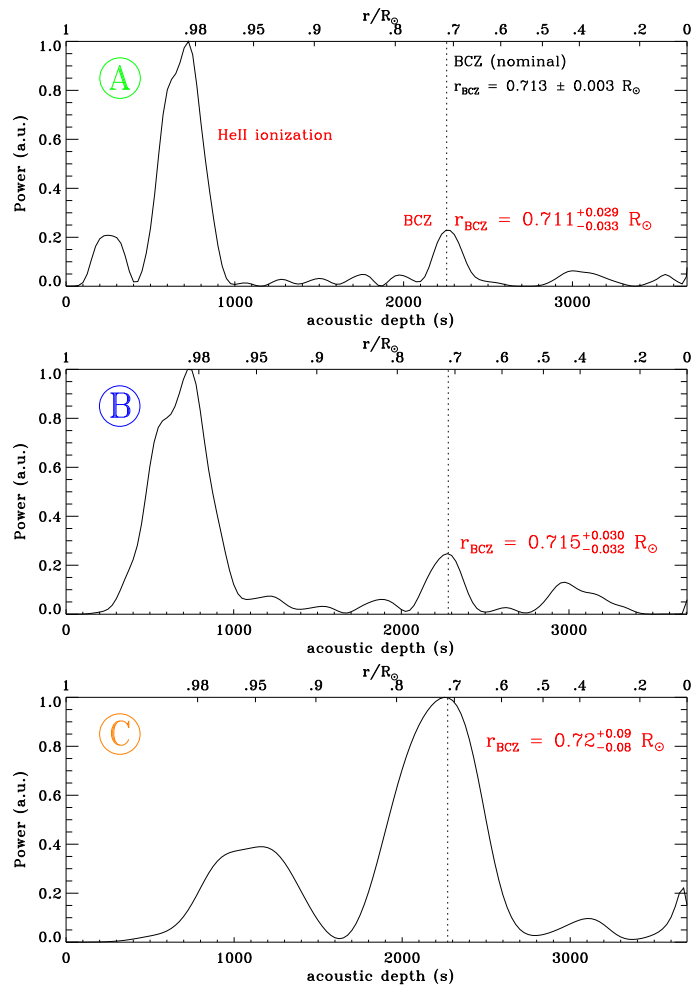 r/R☉
1 .98 .95 .9 .8 .7 .6 .5 .4 .2 0
1.0
0.8
0.6
0.4
0.2
0.0
Power (a.u.)
A
HeII ionization
BCZ (nominal)
r_BCZ = 0.713 ± 0.003 R☉
BCZ r_BCZ = 0.711 +0.029 -0.033 R☉
0 1000 2000 3000
acoustic depth (s)
r/R☉
1 .98 .95 .9 .8 .7 .6 .5 .4 .2 0
1.0
0.8
0.6
0.4
0.2
0.0
Power (a.u.)
B
r_BCZ = 0.715 +0.030 -0.032 R☉
0 1000 2000 3000
acoustic depth (s)
r/R☉
1 .98 .95 .9 .8 .7 .6 .5 .4 .2 0
1.0
0.8
0.6
0.4
0.2
0.0
Power (a.u.)
C
r_BCZ = 0.72 +0.09 -0.08 R☉
0 1000 2000 3000
acoustic depth (s)